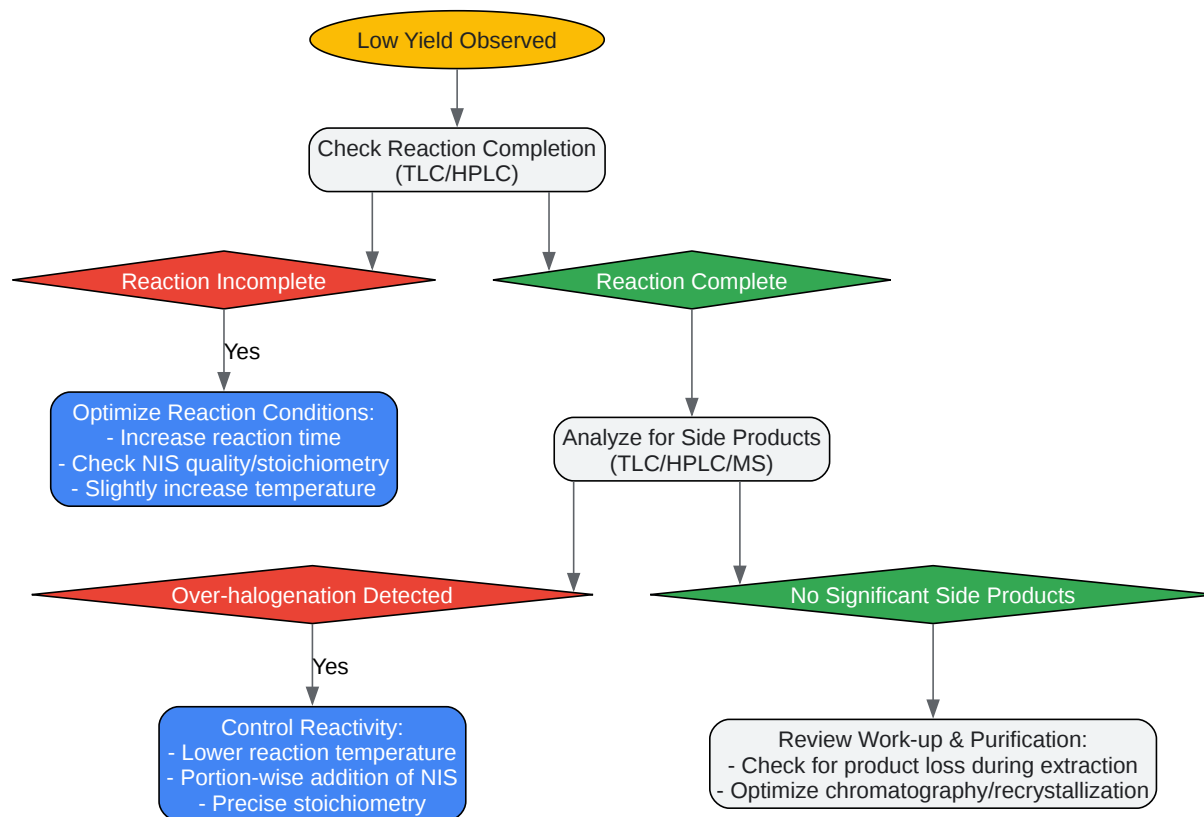 Low Yield Observed
Check Reaction Completion
(TLC/HPLC)
Reaction Incomplete
Reaction Complete
Yes
Optimize Reaction Conditions:
- Increase reaction time
- Check NIS quality/stoichiometry
- Slightly increase temperature
Analyze for Side Products
(TLC/HPLC/MS)
Over-halogenation Detected
No Significant Side Products
Yes
Control Reactivity:
- Lower reaction temperature
- Portion-wise addition of NIS
- Precise stoichiometry
Review Work-up & Purification:
- Check for product loss during extraction
- Optimize chromatography/recrystallization